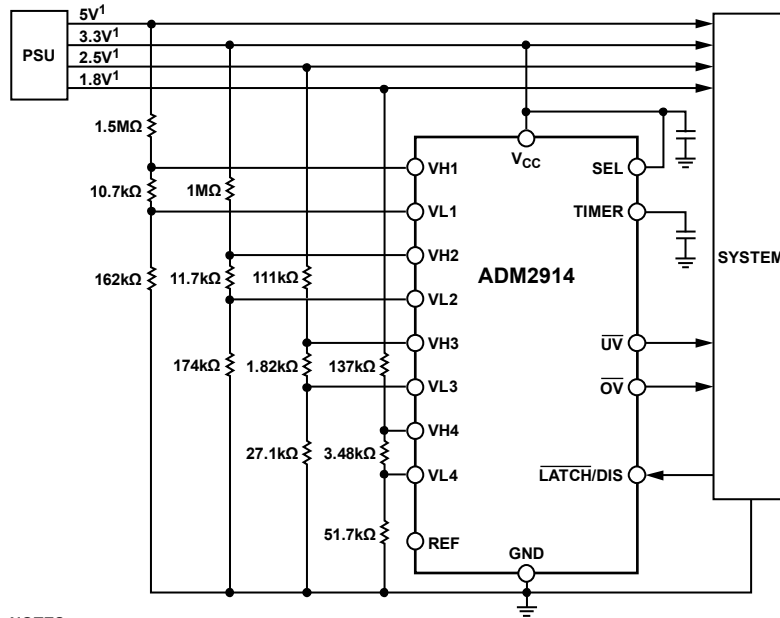 5V1
3.3V1
2.5V1
1.8V1
PSU
1.5MΩ
10.7kΩ
162kΩ
1MΩ
11.7kΩ
174kΩ
111kΩ
1.82kΩ
27.1kΩ
137kΩ
3.48kΩ
51.7kΩ
VCC
VH1
VL1
VH2
VL2
VH3
VL3
VH4
VL4
REF
ADM2914
SEL
TIMER
UV
OV
LATCH/DIS
GND
SYSTEM